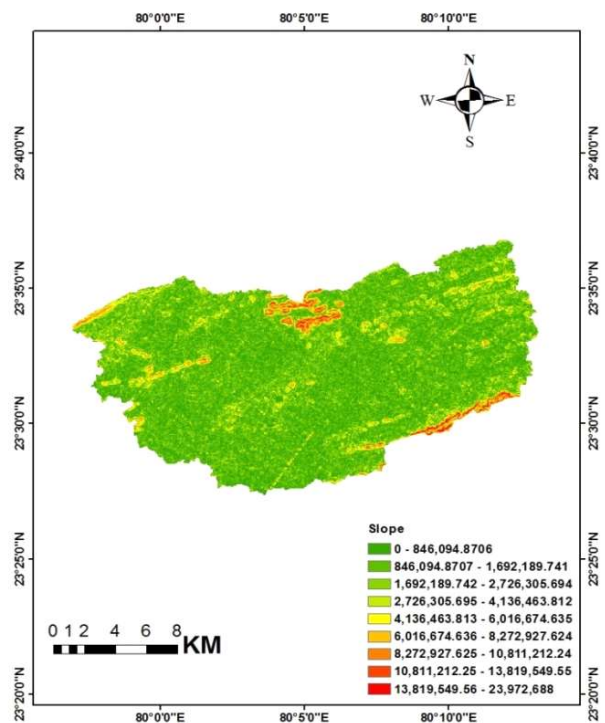 80°0'0"E 80°5'0"E 80°10'0"E
N
W E
S
23°40'0"N 23°40'0"N
23°35'0"N 23°35'0"N
23°30'0"N 23°30'0"N
23°25'0"N 23°25'0"N
23°20'0"N 23°20'0"N
Slope
0 - 846,094.8706
846,094.8707 - 1,692,189.741
1,692,189.742 - 2,726,305.694
2,726,305.695 - 4,136,463.812
4,136,463.813 - 6,016,674.635
6,016,674.636 - 8,272,927.624
8,272,927.625 - 10,811,212.24
10,811,212.25 - 13,819,549.55
13,819,549.56 - 23,972,688
0 1 2 4 6 8 KM
80°0'0"E 80°5'0"E 80°10'0"E